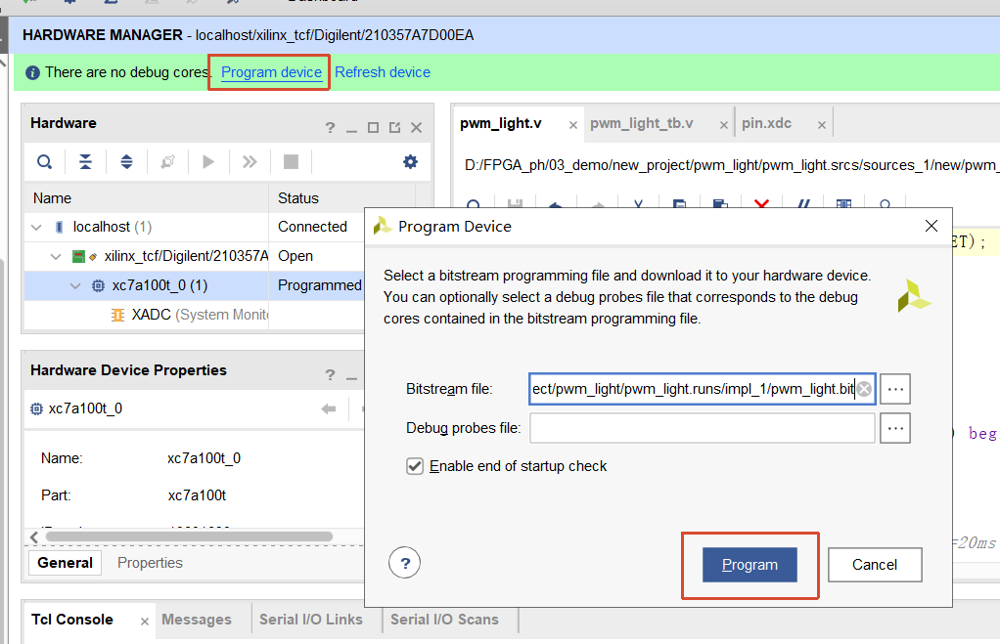 HARDWARE MANAGER - localhost/xilinx_tcf/Digilent/210357A7D00EA
There are no debug cores. Program device Refresh device
Hardware
?
pwm_light.v
pwm_light_tb.v
pin.xdc
D:/FPGA_ph/03_demo/new_project/pwm_light/pwm_light.srcs/sources_1/new/pwm_
Name Status
localhost (1) Connected
xilinx_tcf/Digilent/210357A Open
xc7a100t_0 (1) Programmed
XADC (System Monito
ET);
Program Device
Select a bitstream programming file and download it to your hardware device.
You can optionally select a debug probes file that corresponds to the debug
cores contained in the bitstream programming file.
Bitstream file: ect/pwm_light/pwm_light.runs/impl_1/pwm_light.bit ...
Debug probes file: ...
Enable end of startup check
?
Program
Cancel
Hardware Device Properties
?
xc7a100t_0
Name: xc7a100t_0
Part: xc7a100t
General Properties
) beg
=20ms
Tcl Console
Messages
Serial I/O Links
Serial I/O Scans